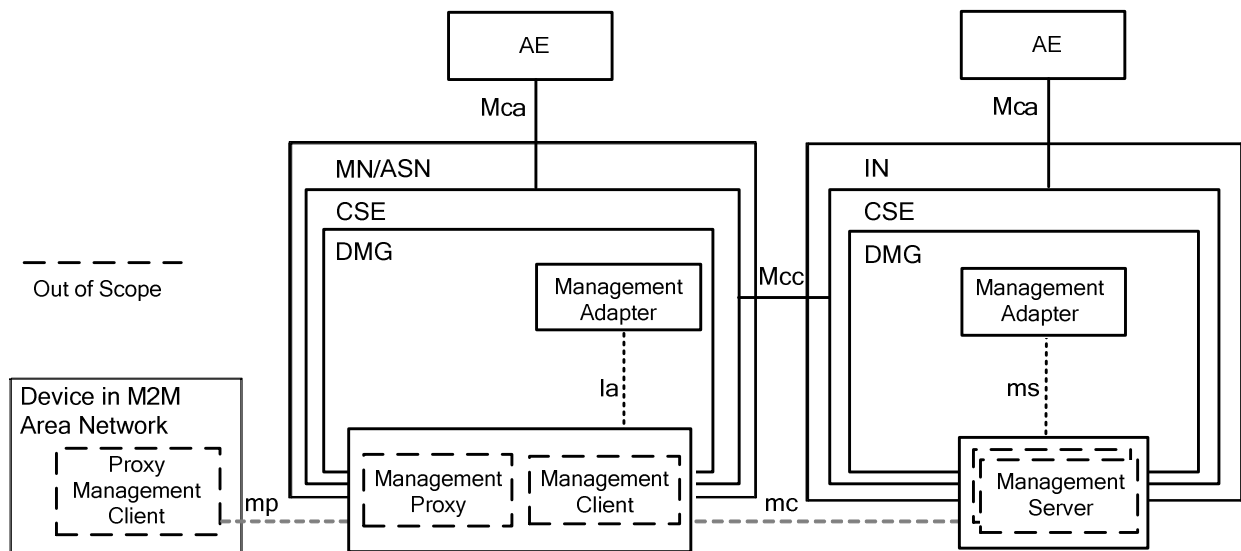 AE
AE
Mca
Mca
MN/ASN
IN
CSE
CSE
DMG
DMG
Out of Scope
Management
Adapter
Mcc
Management
Adapter
la
ms
Device in M2M
Area Network
Proxy
Management
Client
mp
Management
Proxy
Management
Client
mc
Management
Server